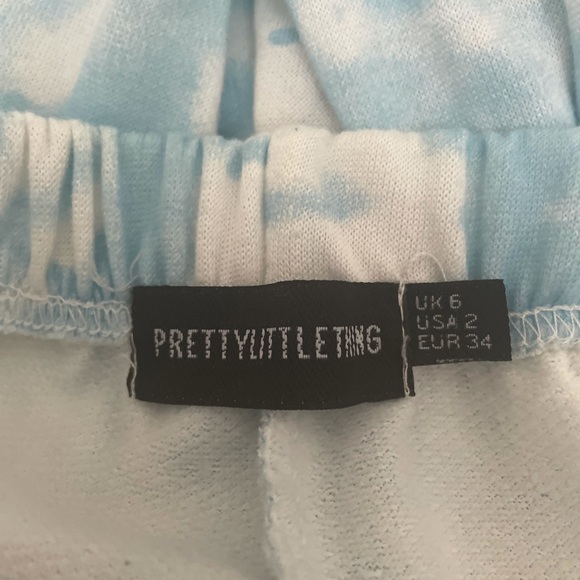 PRETTYLITTLETHING
UK 6
USA 2
EUR 34